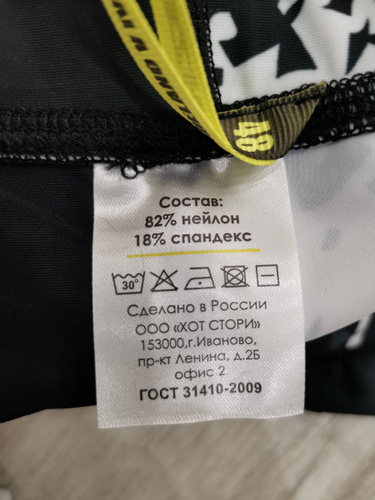 48
Состав:
82% нейлон
18% спандекс
30°
Сделано в России
ООО «ХОТ СТОРИ»
153000, г.Иваново,
пр-кт Ленина, д.2Б
офис 2
ГОСТ 31410-2009